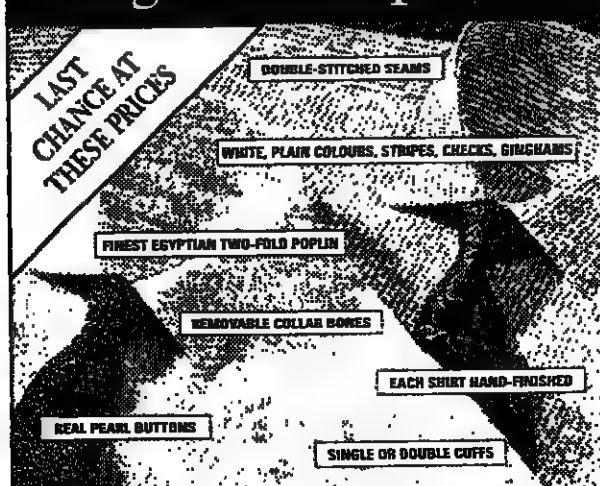 LAST
CHANCE AT
THESE PRICES
DOUBLE-STITCHED SEAMS
WHITE, PLAIN COLOURS, STRIPES, CHECKS, GINGHAMS
FINEST EGYPTIAN TWO-FOLD POPLIN
REMOVABLE COLLAR BONES
EACH SHIRT HAND-FINISHED
REAL PEARL BUTTONS
SINGLE OR DOUBLE CUFFS